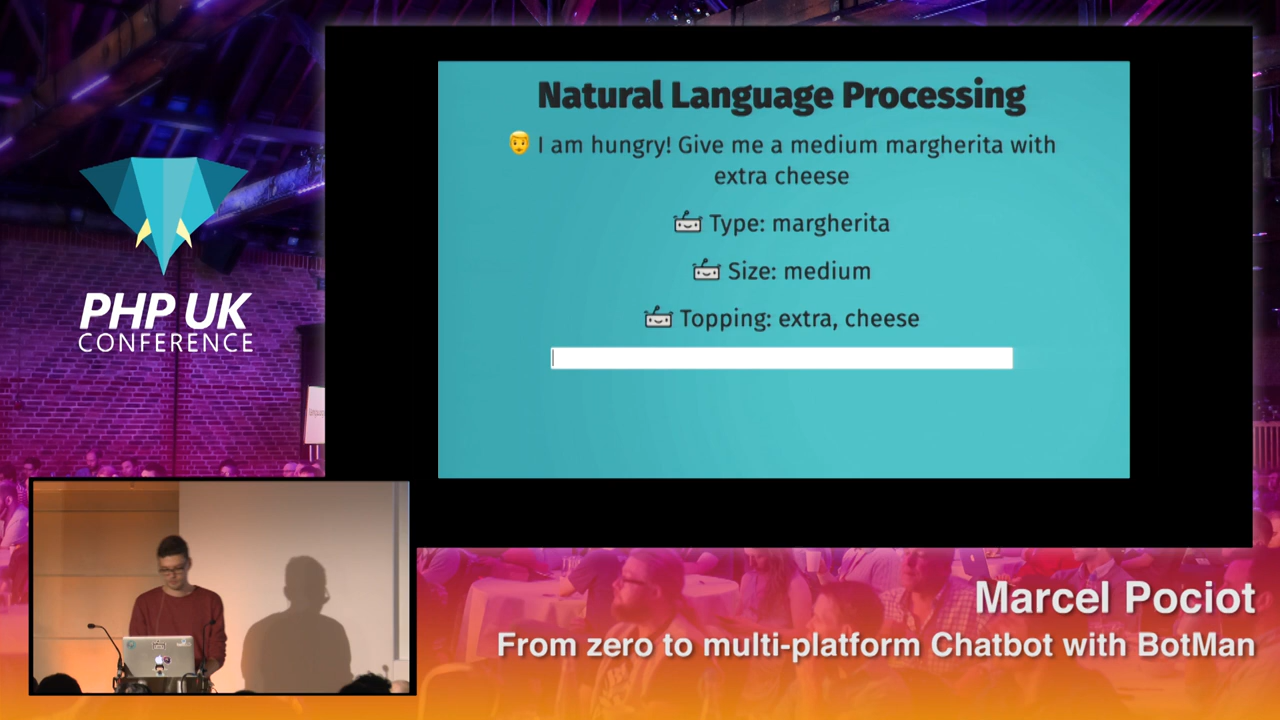 Natural Language Processing
I am hungry! Give me a medium margherita with
extra cheese
Type: margherita
Size: medium
Topping: extra, cheese
PHP UK
CONFERENCE
Marcel Pociot
From zero to multi-platform Chatbot with BotMan